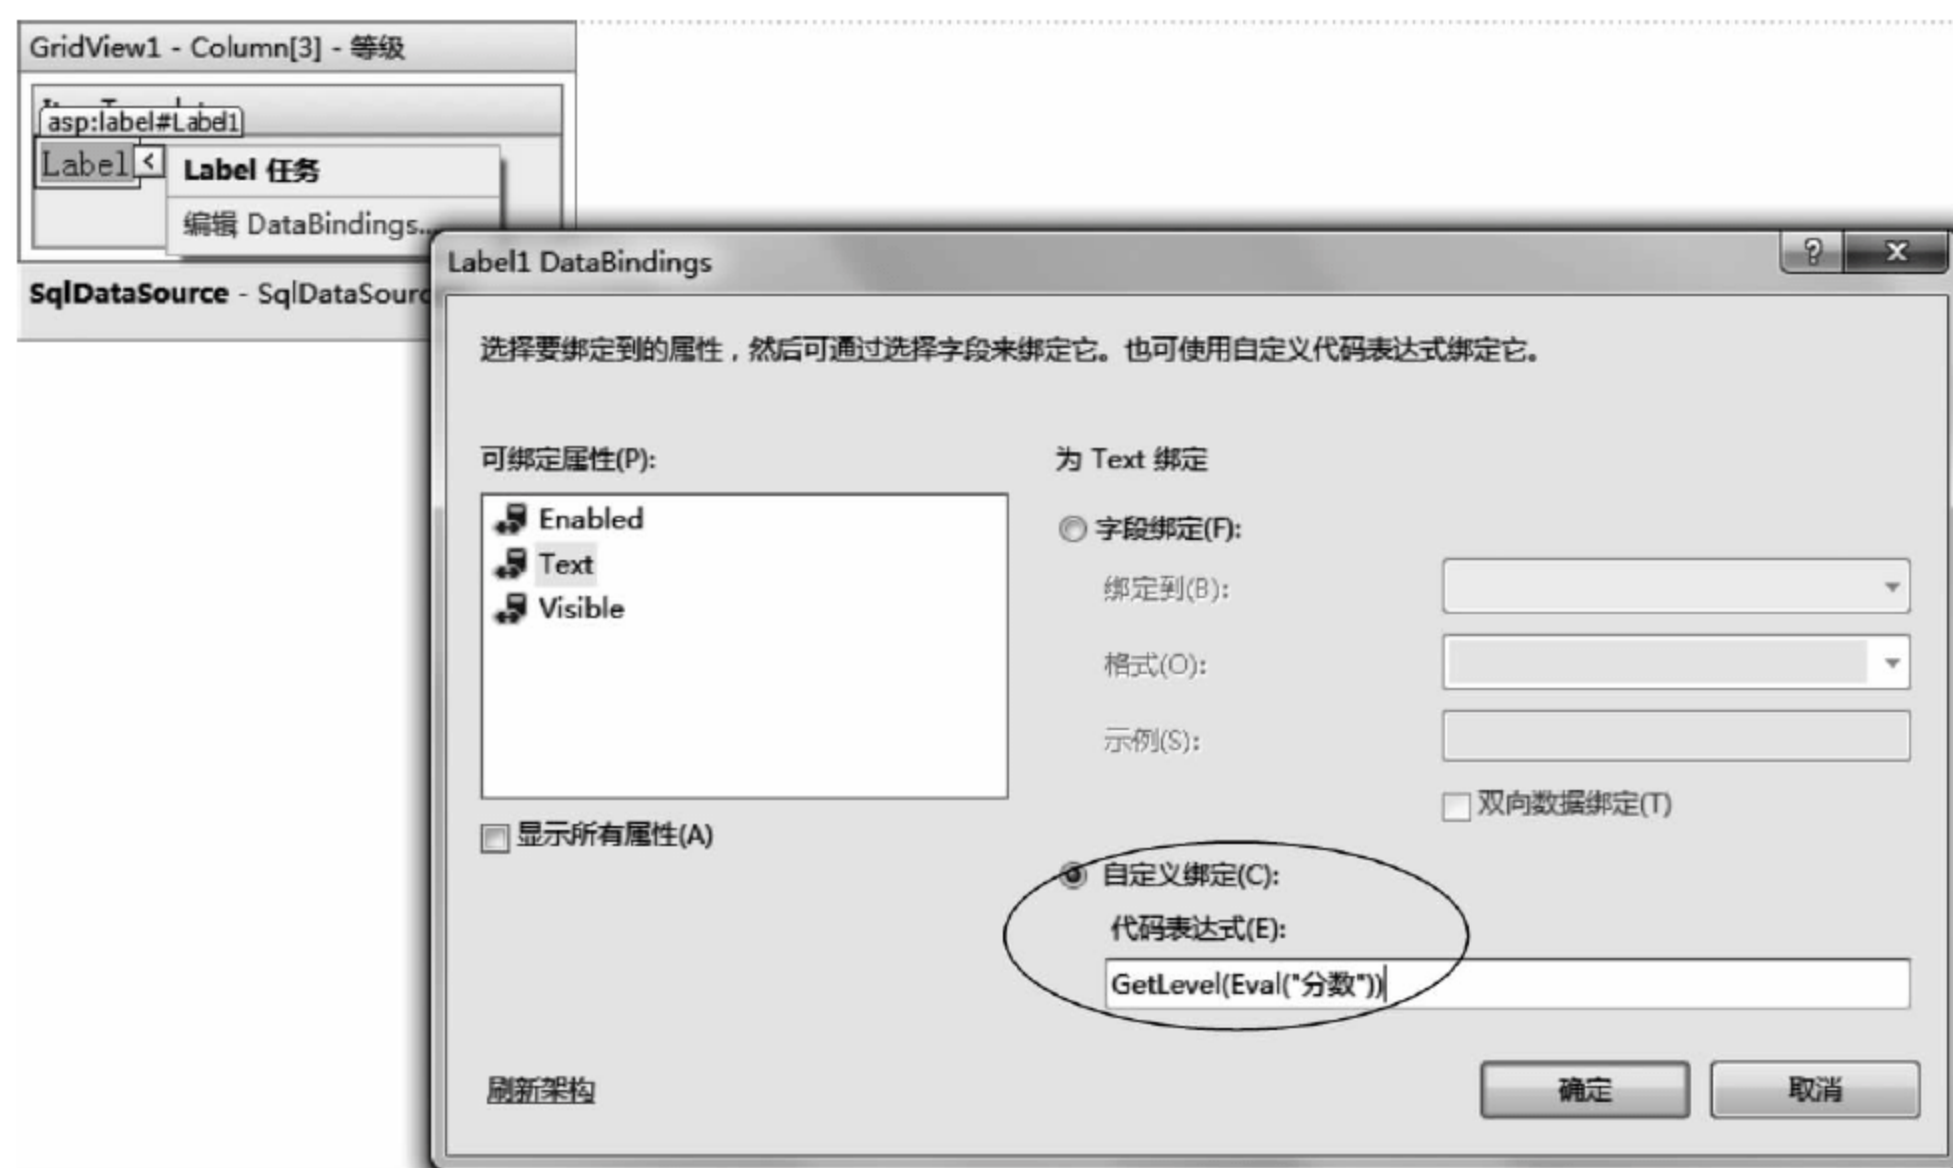 GridView1 - Column[3] - 等级
asp:label#Label1
Label
Label 任务
编辑 DataBindings...
SqlDataSource - SqlDataSourc
Label1 DataBindings
选择要绑定到的属性，然后可通过选择字段来绑定它。也可使用自定义代码表达式绑定它。
可绑定属性(P):
Enabled
Text
Visible
显示所有属性(A)
为 Text 绑定
字段绑定(F):
绑定到(B):
格式(O):
示例(S):
双向数据绑定(T)
自定义绑定(C):
代码表达式(E):
GetLevel(Eval("分数"))
刷新架构
确定
取消